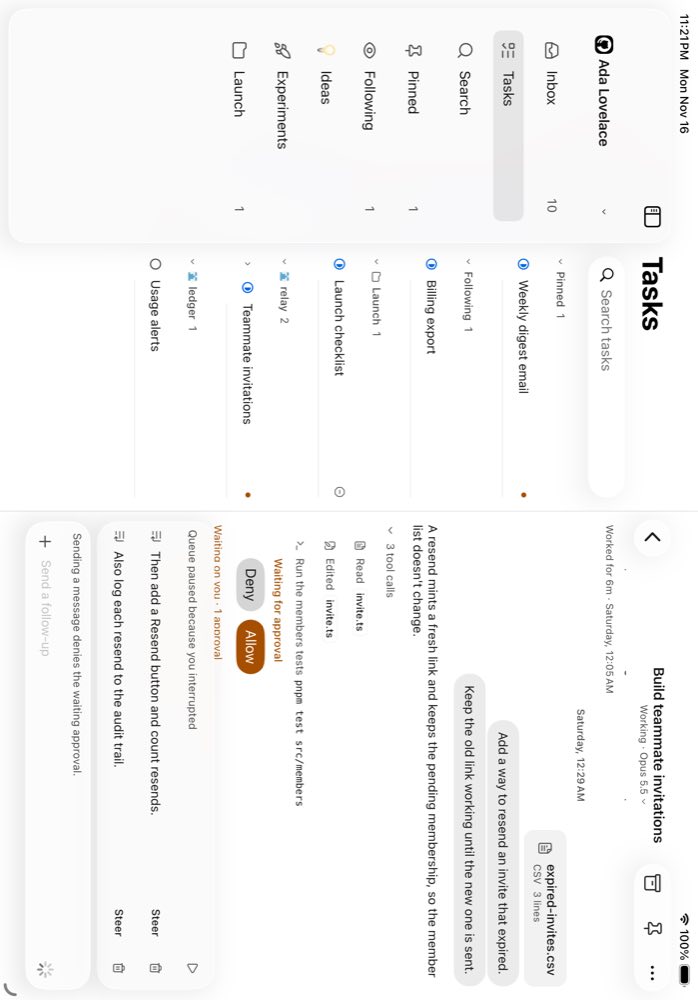 11:21 PM Mon Nov 16
100%
Ada Lovelace
Inbox 10
Tasks
Search
Pinned 1
Following 1
Ideas
Experiments
Launch 1
Tasks
Search tasks
Pinned 1
Weekly digest email
Following 1
Billing export
Launch 1
Launch checklist
relay 2
Teammate invitations
ledger 1
Usage alerts
Build teammate invitations
Working · Opus 5.5
Worked for 6m · Saturday, 12:05 AM
Saturday, 12:29 AM
expired-invites.csv
CSV 3 lines
Add a way to resend an invite that expired.
Keep the old link working until the new one is sent.
A resend mints a fresh link and keeps the pending membership, so the member
list doesn't change.
3 tool calls
Read invite.ts
Edited invite.ts
Run the members tests pnpm test src/members
Waiting for approval
Deny Allow
Waiting on you · 1 approval
Queue paused because you interrupted
Then add a Resend button and count resends. Steer
Also log each resend to the audit trail. Steer
Sending a message denies the waiting approval.
Send a follow-up